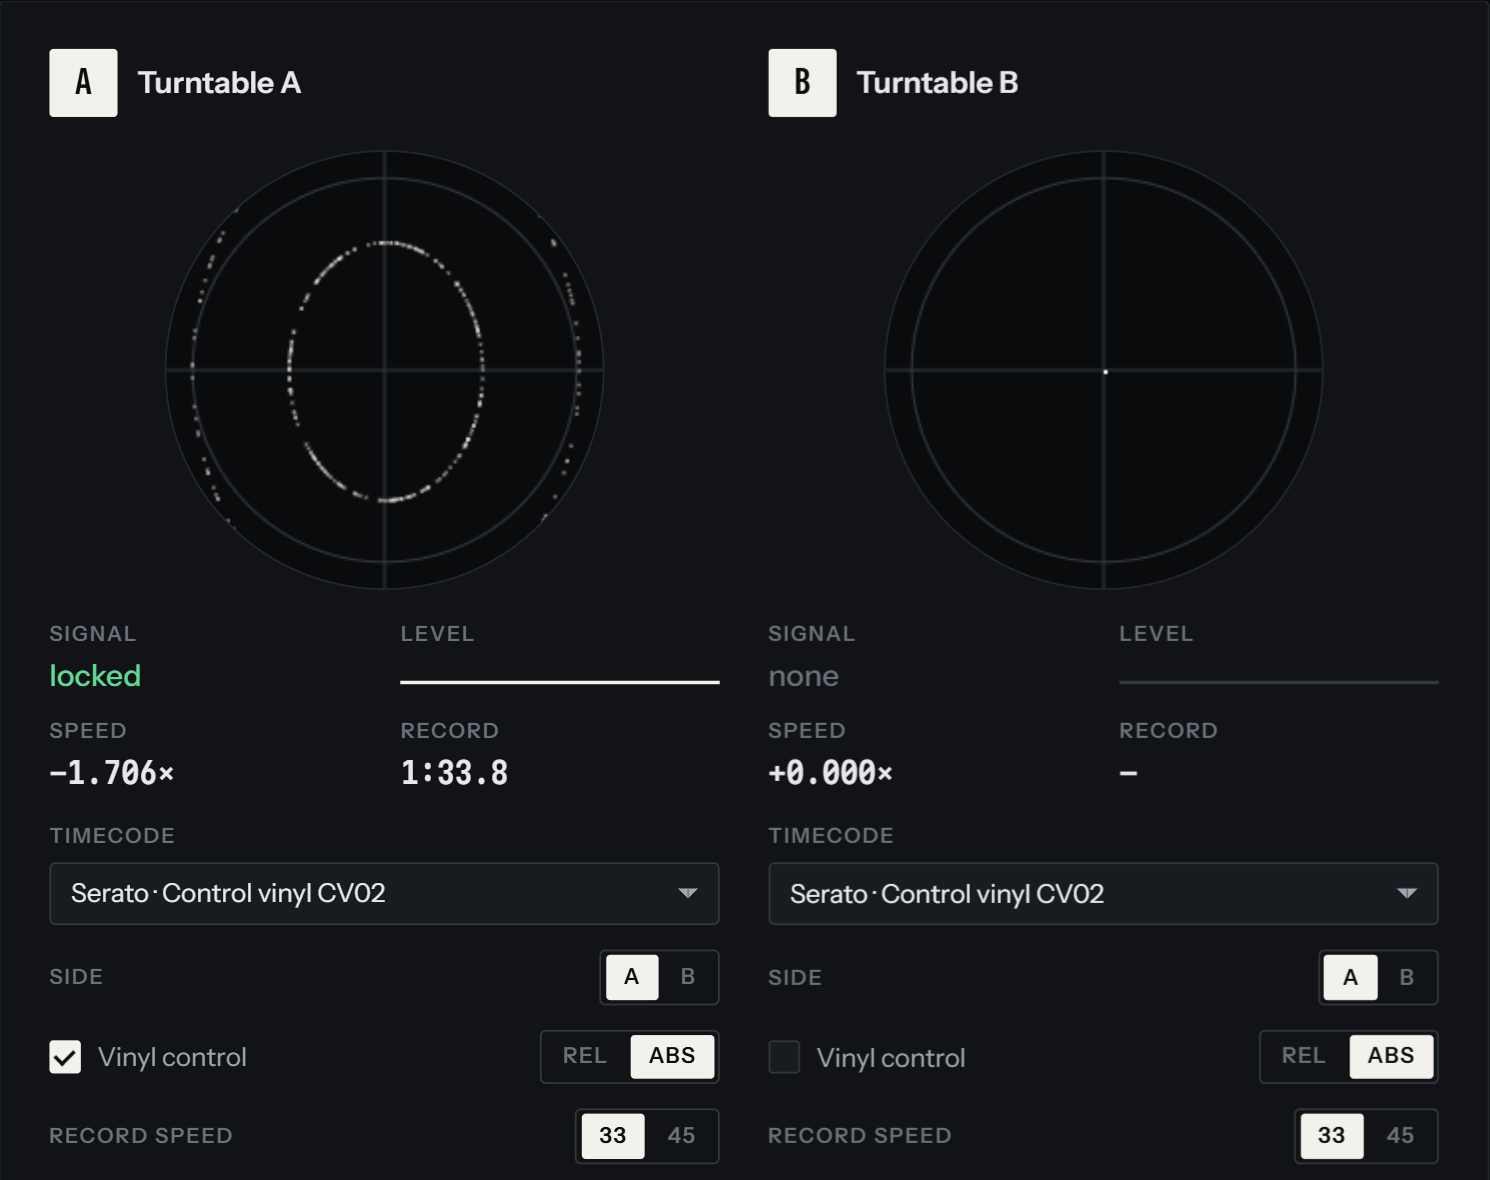 A Turntable A
SIGNAL LEVEL
locked
SPEED RECORD
−1.706× 1:33.8
TIMECODE
Serato · Control vinyl CV02
SIDE A B
Vinyl control REL ABS
RECORD SPEED 33 45
B Turntable B
SIGNAL LEVEL
none
SPEED RECORD
+0.000× –
TIMECODE
Serato · Control vinyl CV02
SIDE A B
Vinyl control REL ABS
RECORD SPEED 33 45